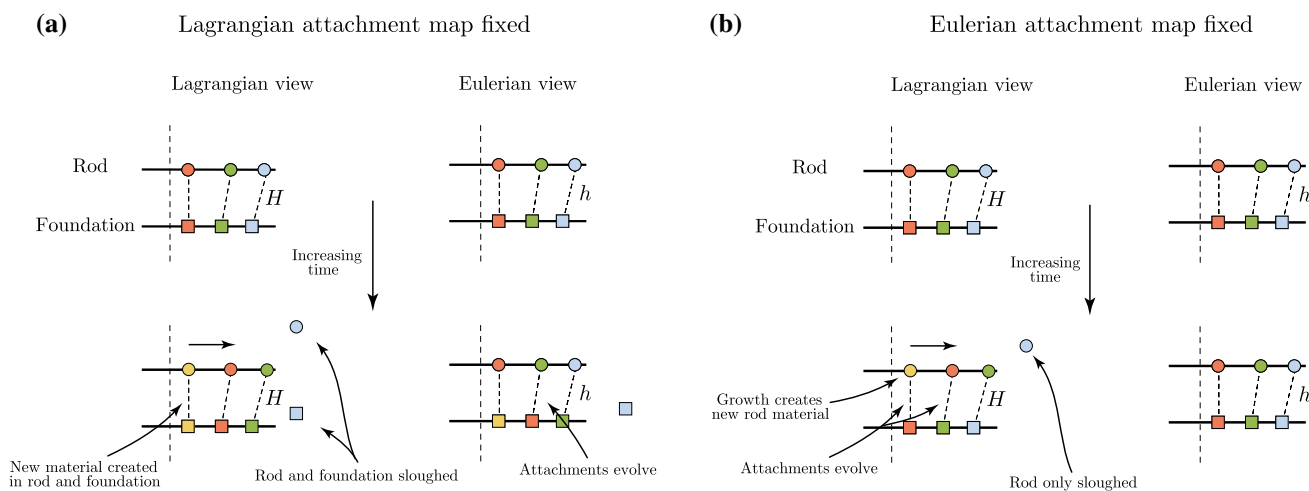 (a) Lagrangian attachment map fixed
Lagrangian view
Eulerian view
Rod
H
h
Foundation
Increasing
time
H
h
New material created
in rod and foundation
Rod and foundation sloughed
Attachments evolve
(b) Eulerian attachment map fixed
Lagrangian view
Eulerian view
Rod
H
h
Foundation
Increasing
time
Growth creates
new rod material
H
h
Attachments evolve
Rod only sloughed